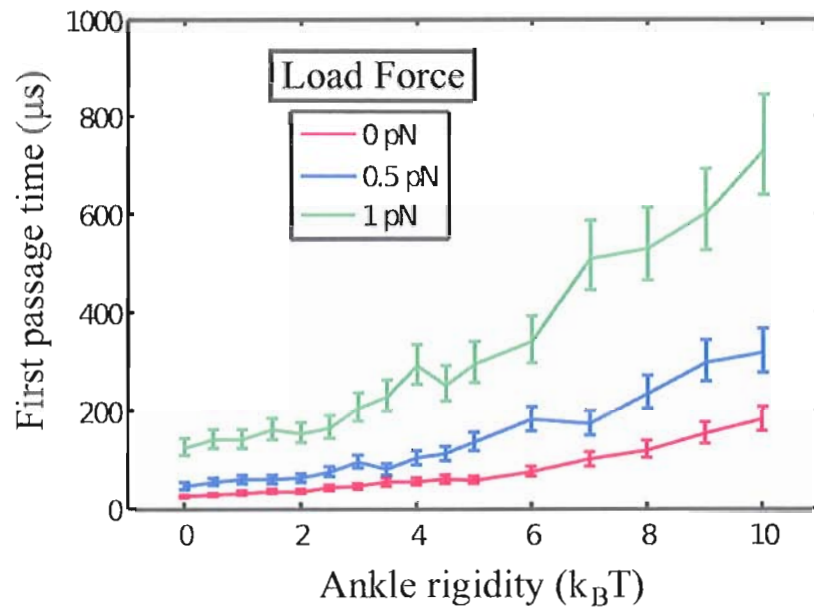 1000
800
600
400
200
0
First passage time (μs)
Load Force
0 pN
0.5 pN
1 pN
0 2 4 6 8 10
Ankle rigidity (k_BT)